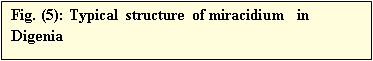 Fig. (5): Typical structure of miracidium in
Digenia